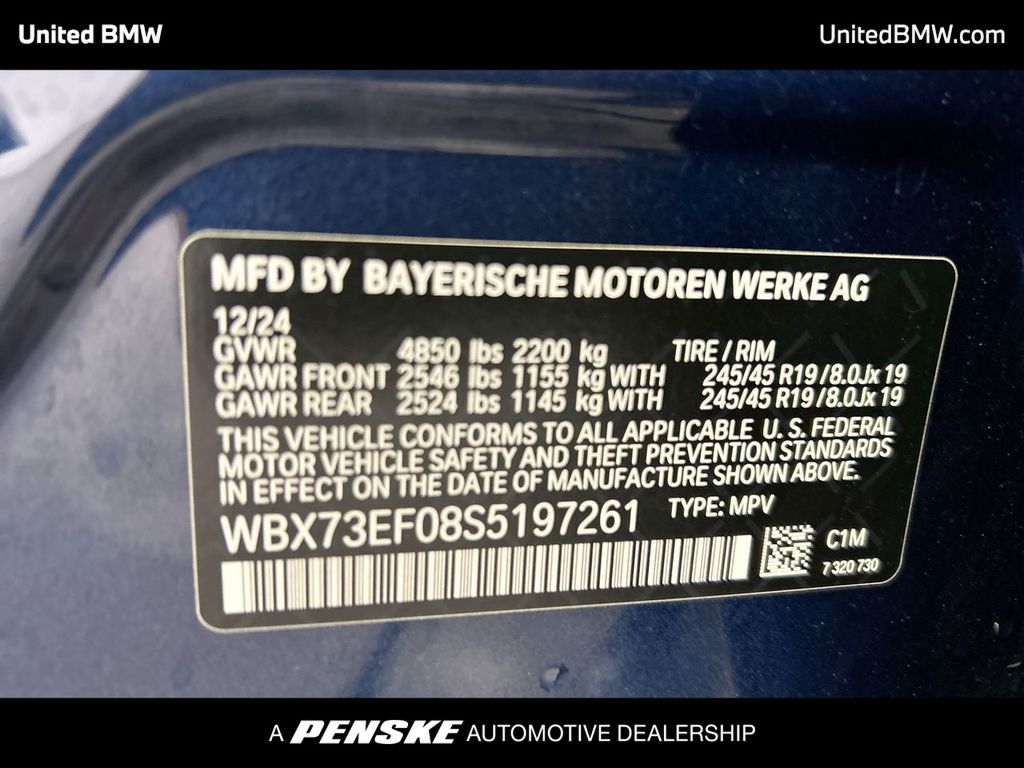 United BMW
UnitedBMW.com
MFD BY BAYERISCHE MOTOREN WERKE AG
12/24
GVWR 4850 lbs 2200 kg TIRE / RIM
GAWR FRONT 2546 lbs 1155 kg WITH 245/45 R19 /8.0Jx 19
GAWR REAR 2524 lbs 1145 kg WITH 245/45 R19 /8.0Jx 19
THIS VEHICLE CONFORMS TO ALL APPLICABLE U. S. FEDERAL
MOTOR VEHICLE SAFETY AND THEFT PREVENTION STANDARDS
IN EFFECT ON THE DATE OF MANUFACTURE SHOWN ABOVE.
WBX73EF08S5197261 TYPE: MPV
C1M
7 320 730
A PENSKE AUTOMOTIVE DEALERSHIP